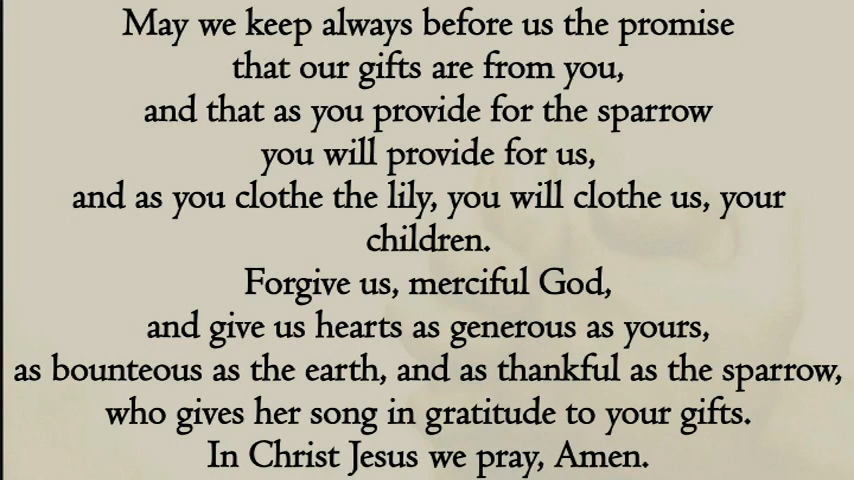 May we keep always before us the promise
that our gifts are from you,
and that as you provide for the sparrow
you will provide for us,
and as you clothe the lily, you will clothe us, your
children.
Forgive us, merciful God,
and give us hearts as generous as yours,
as bounteous as the earth, and as thankful as the sparrow,
who gives her song in gratitude to your gifts.
In Christ Jesus we pray, Amen.